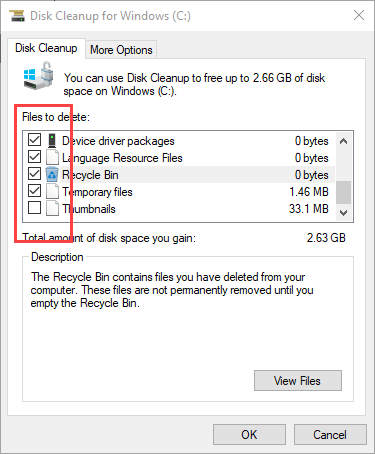 Disk Cleanup for Windows (C:)
Disk Cleanup
More Options
You can use Disk Cleanup to free up to 2.66 GB of disk
space on Windows (C:).
Files to delete:
Device driver packages 0 bytes
Language Resource Files 0 bytes
Recycle Bin 0 bytes
Temporary files 1.46 MB
Thumbnails 33.1 MB
Total amount of disk space you gain: 2.63 GB
Description
The Recycle Bin contains files you have deleted from your
computer. These files are not permanently removed until you
empty the Recycle Bin.
View Files
OK Cancel